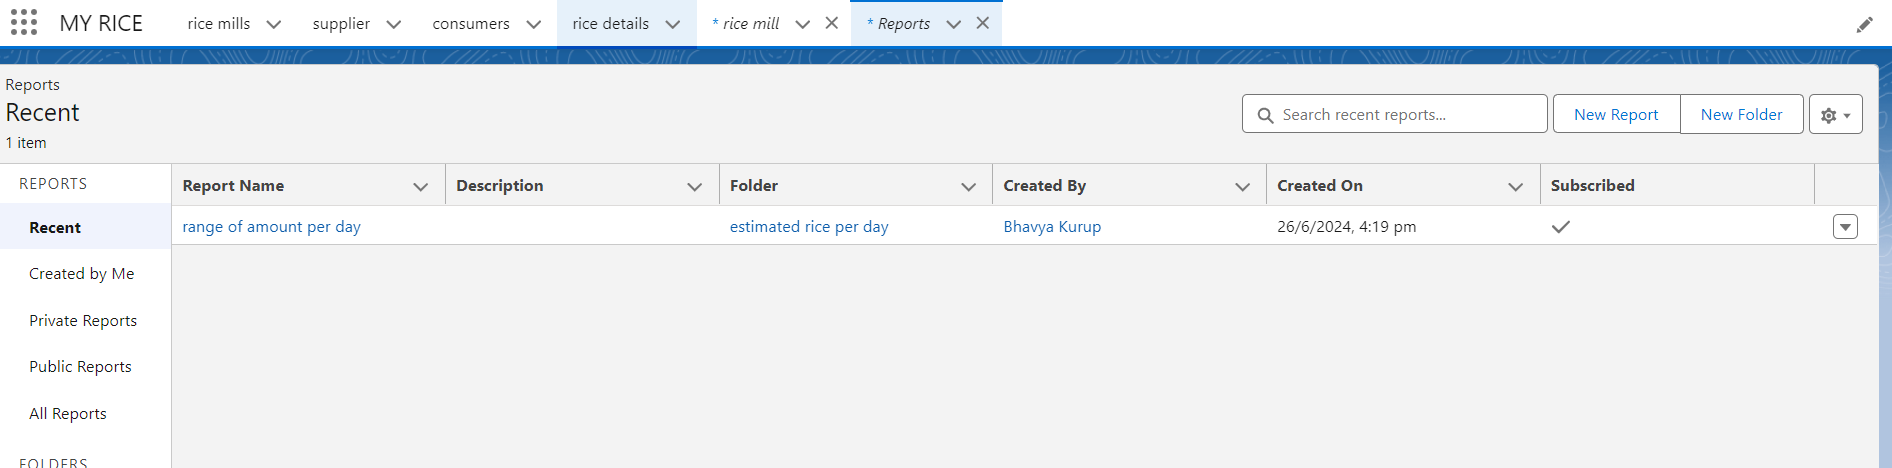 MY RICE rice mills supplier consumers rice details * rice mill * Reports
Reports
Recent
1 item
Search recent reports... New Report New Folder
REPORTS
Recent
Created by Me
Private Reports
Public Reports
All Reports
FOLDERS
Report Name Description Folder Created By Created On Subscribed
range of amount per day estimated rice per day Bhavya Kurup 26/6/2024, 4:19 pm